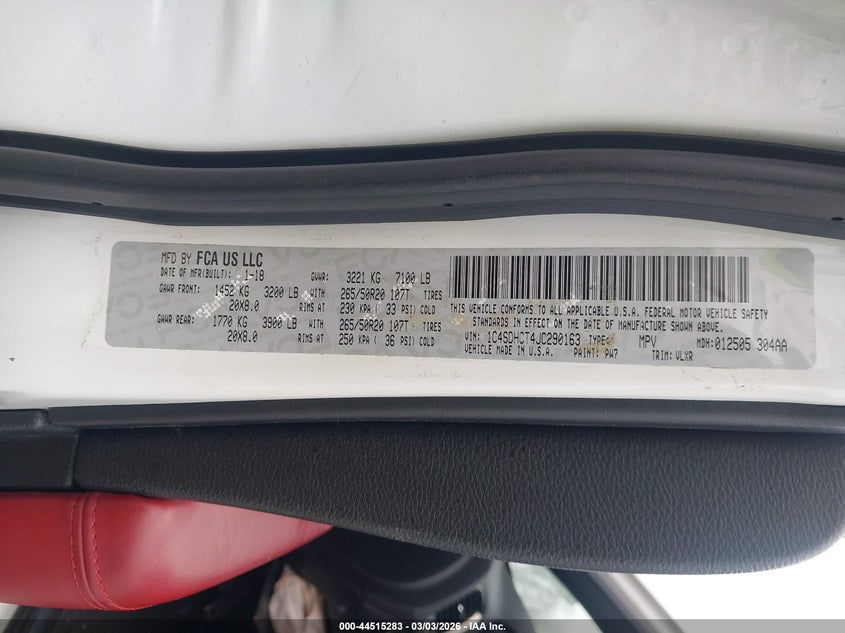 MFD BY FCA US LLC
DATE OF MFR(BUILT): 1-18 GVWR: 3221 KG 7100 LB
GAWR FRONT: 1452 KG 3200 LB WITH 265/50R20 107T TIRES
20X8.0 RIMS AT 230 KPA ( 33 PSI) COLD
GAWR REAR: 1770 KG 3900 LB WITH 265/50R20 107T TIRES
20X8.0 RIMS AT 250 KPA ( 36 PSI) COLD
THIS VEHICLE CONFORMS TO ALL APPLICABLE U.S.A. FEDERAL MOTOR VEHICLE SAFETY
STANDARDS IN EFFECT ON THE DATE OF MANUFACTURE SHOWN ABOVE.
VIN: 1C4SDHCT4JC290163 TYPE: MPV MDH: 012505 304AA
VEHICLE MADE IN U.S.A. PAINT: PW7 TRIM: VLXR
000-44515283 - 03/03/2026 - IAA Inc.